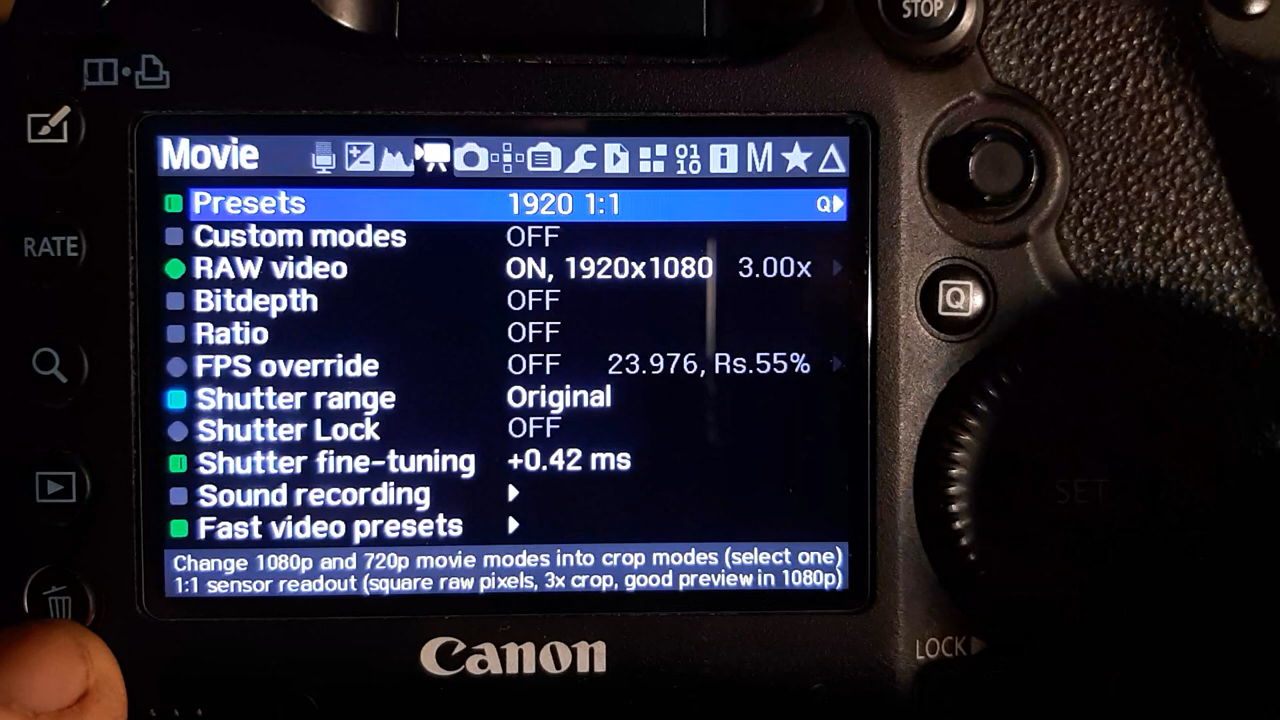 STOP
Movie 01 10 i M
Presets 1920 1:1 Q
RATE
Custom modes OFF
RAW video ON, 1920x1080 3.00x
Q
Bitdepth OFF
Ratio OFF
FPS override OFF 23.976, Rs.55%
Shutter range Original
Shutter Lock OFF
Shutter fine-tuning +0.42 ms
SET
Sound recording
Fast video presets
Change 1080p and 720p movie modes into crop modes (select one)
1:1 sensor readout (square raw pixels, 3x crop, good preview in 1080p)
Canon
LOCK